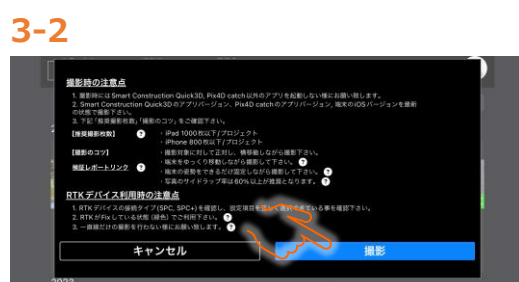 3-2
撮影時の注意点
1. 撮影時にはSmart Construction Quick3D, Pix4D catch以外のアプリを起動しない様にお願い致します。
2. Smart Construction Quick3Dのアプリバージョン、Pix4D catchのアプリバージョン, 端末のiOSバージョンを最新の状態で撮影下さい。
3. 下記「推奨撮影枚数」「撮影のコツ」をご確認下さい。
【推奨撮影枚数】 ? ・iPad 1000枚以下/プロジェクト
・iPhone 800枚以下/プロジェクト
【撮影のコツ】 ・撮影対象に対して正対し、横移動しながら撮影下さい。
検証レポートリンク ? ・端末をゆっくり移動しながら撮影して下さい。 ?
・端末の姿勢をできるだけ固定しながら撮影して下さい。 ?
・写真のサイドラップ率は60%以上が推奨となります。 ?
RTKデバイス利用時の注意点
1. RTKデバイスの接続タイプ(SPC, SPC+)を確認し、設定項目を正しく選択できている事を確認下さい。
2. RTKがFixしている状態 (緑色) でご利用下さい。 ?
3. 一直線だけの撮影を行わない様にお願い致します。 ?
キャンセル
撮影